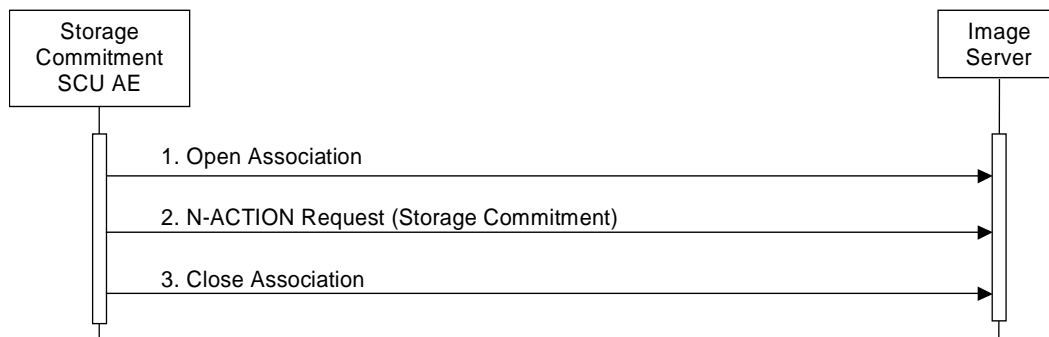 Storage
Commitment
SCU AE
Image
Server
1. Open Association
2. N-ACTION Request (Storage Commitment)
3. Close Association